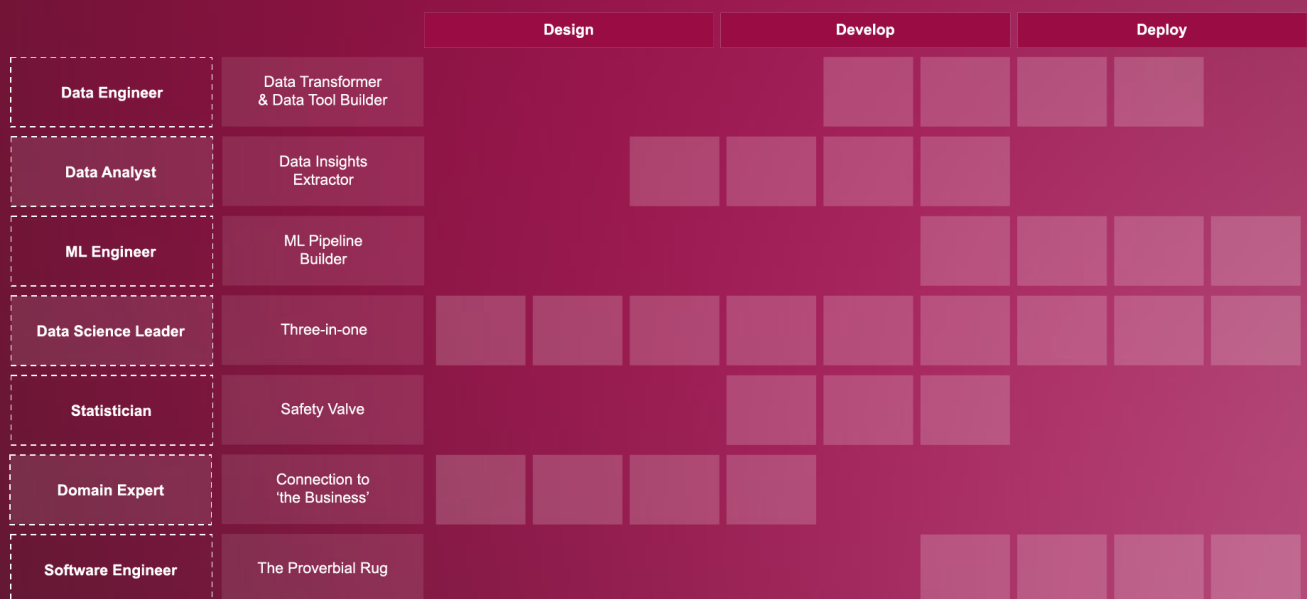 Design Develop Deploy
Data Engineer
Data Transformer
& Data Tool Builder
Data Analyst
Data Insights
Extractor
ML Engineer
ML Pipeline
Builder
Data Science Leader
Three-in-one
Statistician
Safety Valve
Domain Expert
Connection to
‘the Business’
Software Engineer
The Proverbial Rug